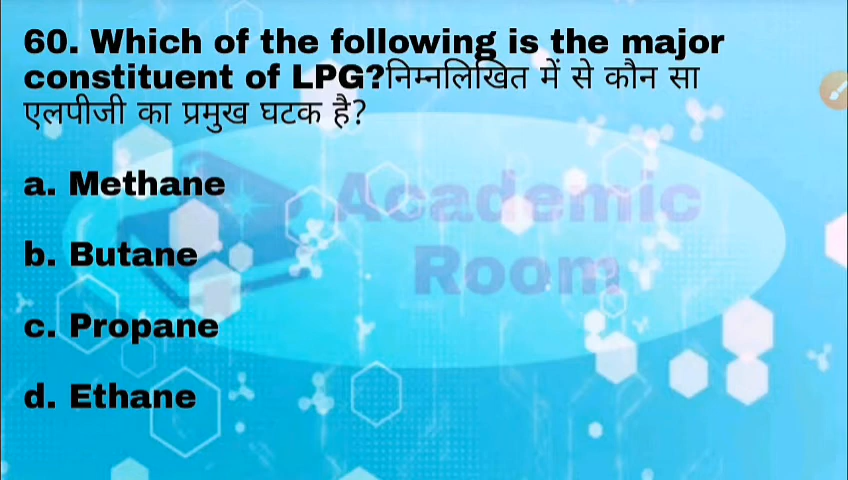 60. Which of the following is the major
constituent of LPG?निम्नलिखित में से कौन सा
एलपीजी का प्रमुख घटक है?
a. Methane
b. Butane
c. Propane
d. Ethane
Academic
Room